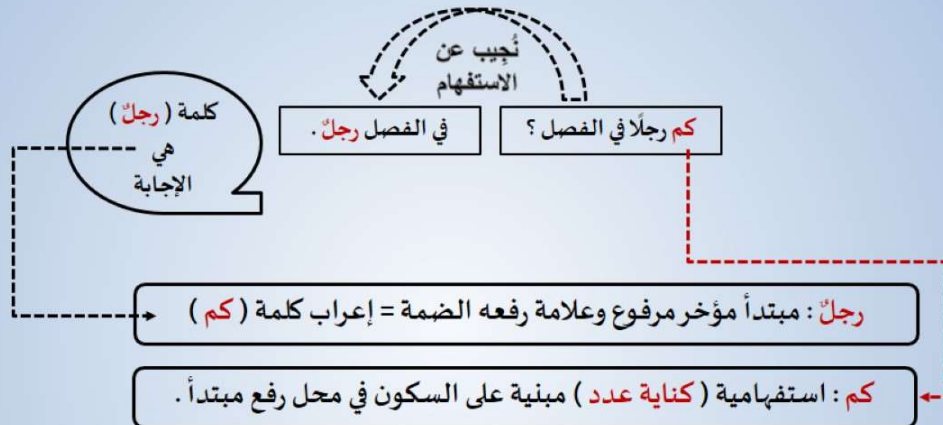 نُجِيب عن
الاستفهام
كم رجلًا في الفصل ؟
في الفصل رجلٌ .
كلمة ( رجلٌ )
هي
الإجابة
رجلٌ : مبتدأ مؤخر مرفوع وعلامة رفعه الضمة = إعراب كلمة ( كم )
كم : استفهامية ( كناية عدد ) مبنية على السكون في محل رفع مبتدأ .